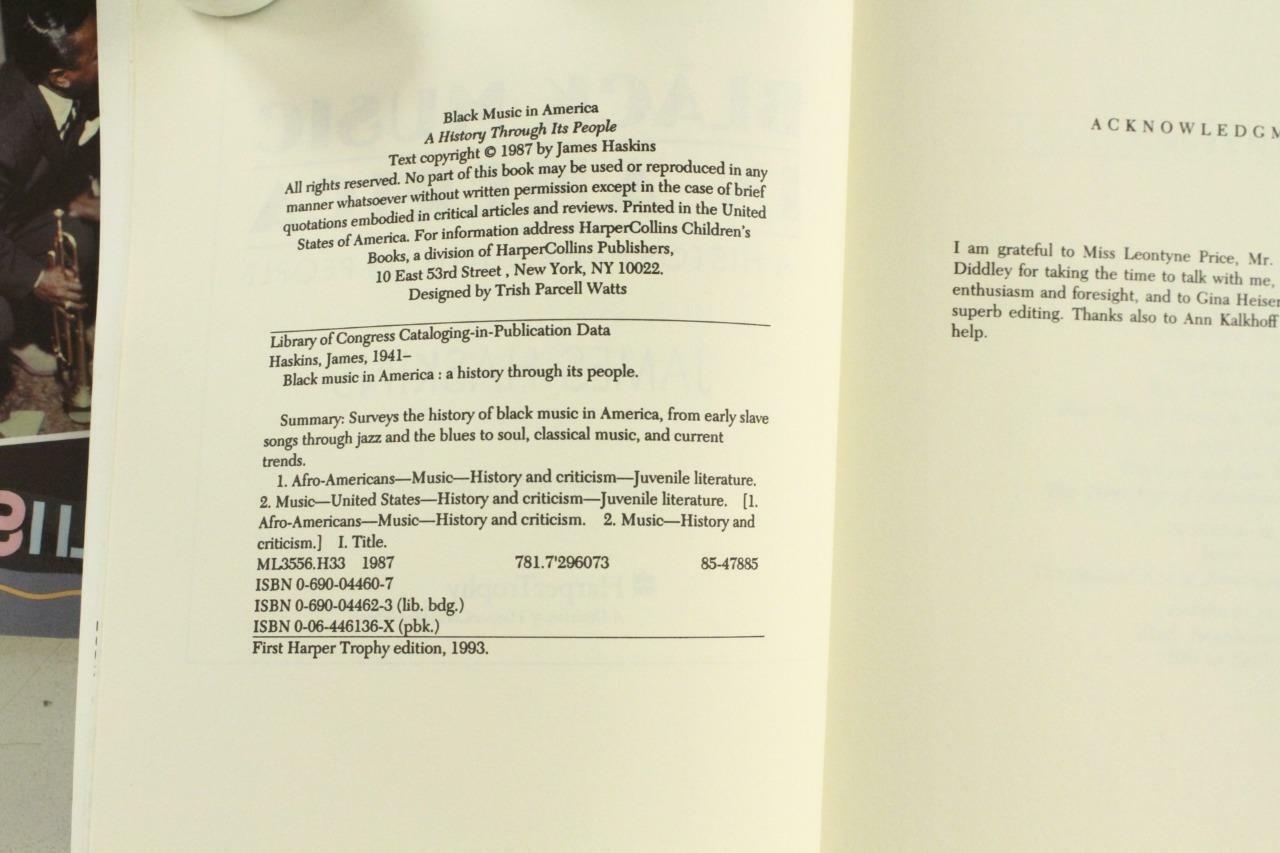 Black Music in America
A History Through Its People
Text copyright © 1987 by James Haskins
All rights reserved. No part of this book may be used or reproduced in any
manner whatsoever without written permission except in the case of brief
quotations embodied in critical articles and reviews. Printed in the United
States of America. For information address HarperCollins Children's
Books, a division of HarperCollins Publishers,
10 East 53rd Street , New York, NY 10022.
Designed by Trish Parcell Watts
Library of Congress Cataloging-in-Publication Data
Haskins, James, 1941–
Black music in America : a history through its people.
Summary: Surveys the history of black music in America, from early slave
songs through jazz and the blues to soul, classical music, and current
trends.
1. Afro-Americans—Music—History and criticism—Juvenile literature.
2. Music—United States—History and criticism—Juvenile literature. [1.
Afro-Americans—Music—History and criticism. 2. Music—History and
criticism.] I. Title.
ML3556.H33 1987 781.7'296073 85-47885
ISBN 0-690-04460-7
ISBN 0-690-04462-3 (lib. bdg.)
ISBN 0-06-446136-X (pbk.)
First Harper Trophy edition, 1993.
ACKNOWLEDGM
I am grateful to Miss Leontyne Price, Mr.
Diddley for taking the time to talk with me,
enthusiasm and foresight, and to Gina Heiser
superb editing. Thanks also to Ann Kalkhoff
help.